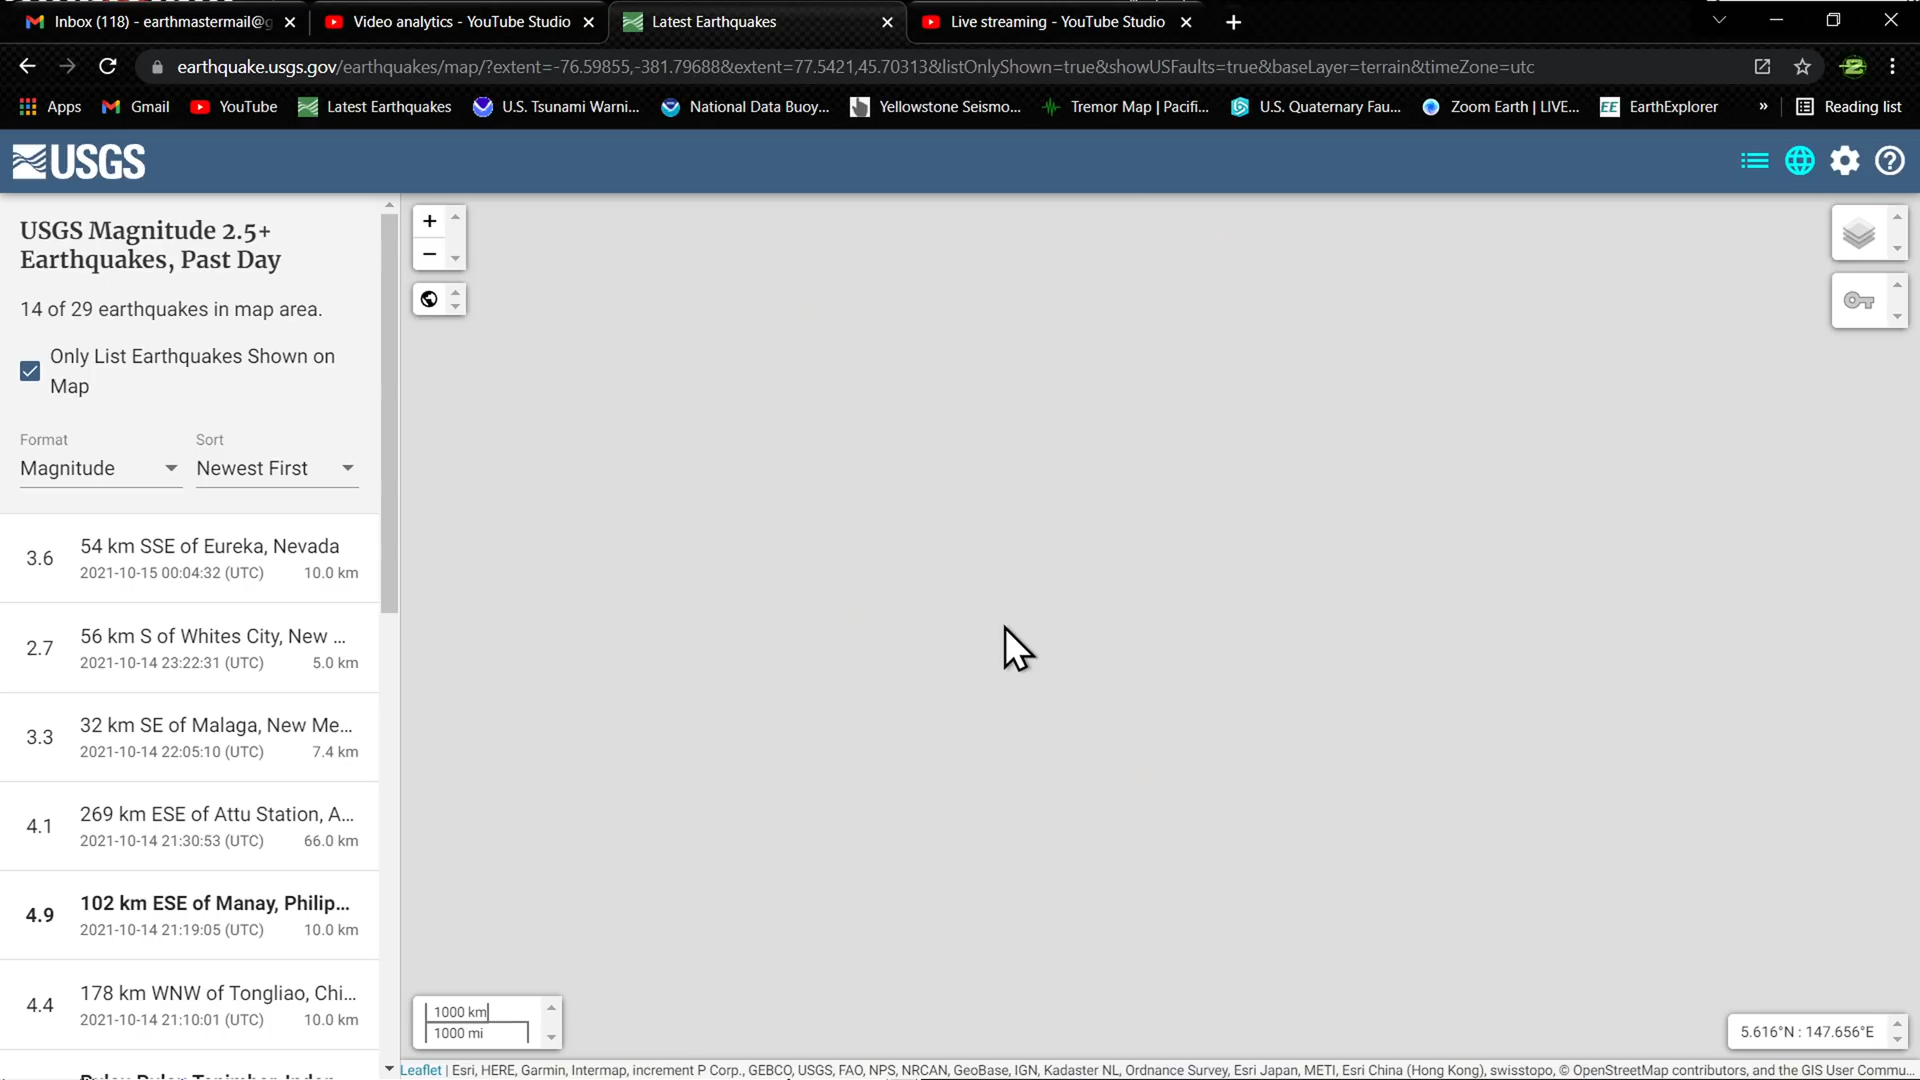 Inbox (118) - earthmastermail@g
Video analytics - YouTube Studio
Latest Earthquakes
Live streaming - YouTube Studio
earthquake.usgs.gov/earthquakes/map/?extent=-76.59855,-381.79688&extent=77.5421,45.70313&listOnlyShown=true&showUSFaults=true&baseLayer=terrain&timeZone=utc
Apps
Gmail
YouTube
Latest Earthquakes
U.S. Tsunami Warni...
National Data Buoy...
Yellowstone Seismo...
Tremor Map | Pacifi...
U.S. Quaternary Fau...
Zoom Earth | LIVE...
EE EarthExplorer
»
Reading list
USGS
USGS Magnitude 2.5+
Earthquakes, Past Day
14 of 29 earthquakes in map area.
Only List Earthquakes Shown on
Map
Format
Magnitude
Sort
Newest First
3.6
54 km SSE of Eureka, Nevada
2021-10-15 00:04:32 (UTC) 10.0 km
2.7
56 km S of Whites City, New ...
2021-10-14 23:22:31 (UTC) 5.0 km
3.3
32 km SE of Malaga, New Me...
2021-10-14 22:05:10 (UTC) 7.4 km
4.1
269 km ESE of Attu Station, A...
2021-10-14 21:30:53 (UTC) 66.0 km
4.9
102 km ESE of Manay, Philip...
2021-10-14 21:19:05 (UTC) 10.0 km
4.4
178 km WNW of Tongliao, Chi...
2021-10-14 21:10:01 (UTC) 10.0 km
+
−
1000 km
1000 mi
5.616°N : 147.656°E
Leaflet | Esri, HERE, Garmin, Intermap, increment P Corp., GEBCO, USGS, FAO, NPS, NRCAN, GeoBase, IGN, Kadaster NL, Ordnance Survey, Esri Japan, METI, Esri China (Hong Kong), swisstopo, © OpenStreetMap contributors, and the GIS User Commu...